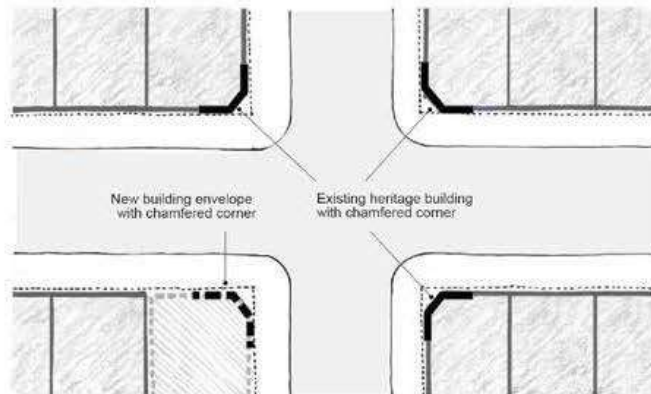 New building envelope
with chamfered corner
Existing heritage building
with chamfered corner